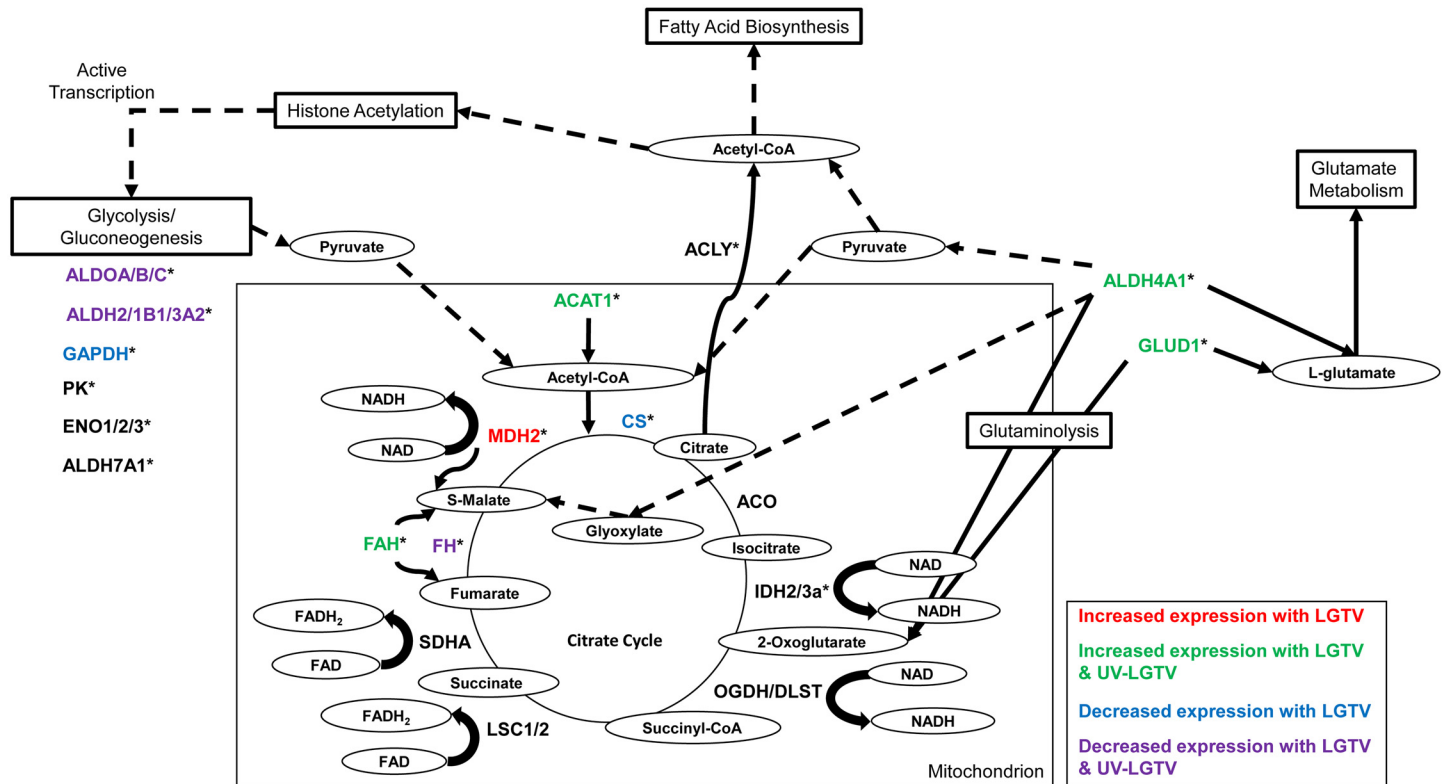 Fatty Acid Biosynthesis
Active
Transcription
Histone Acetylation
Acetyl-CoA
Glutamate
Metabolism
Glycolysis/
Gluconeogenesis
Pyruvate
ACLY*
Pyruvate
ALDOA/B/C*
ALDH2/1B1/3A2*
GAPDH*
PK*
ENO1/2/3*
ALDH7A1*
ALDH4A1*
GLUD1*
L-glutamate
ACAT1*
Acetyl-CoA
NADH
NAD
MDH2*
CS*
Citrate
Glutaminolysis
S-Malate
ACO
Glyoxylate
Isocitrate
FAH*
FH*
Fumarate
NAD
IDH2/3a*
NADH
FADH2
SDHA
FAD
Citrate Cycle
2-Oxoglutarate
Succinate
OGDH/DLST
NAD
NADH
FADH2
LSC1/2
FAD
Succinyl-CoA
Mitochondrion
Increased expression with LGTV
Increased expression with LGTV
& UV-LGTV
Decreased expression with LGTV
Decreased expression with LGTV
& UV-LGTV